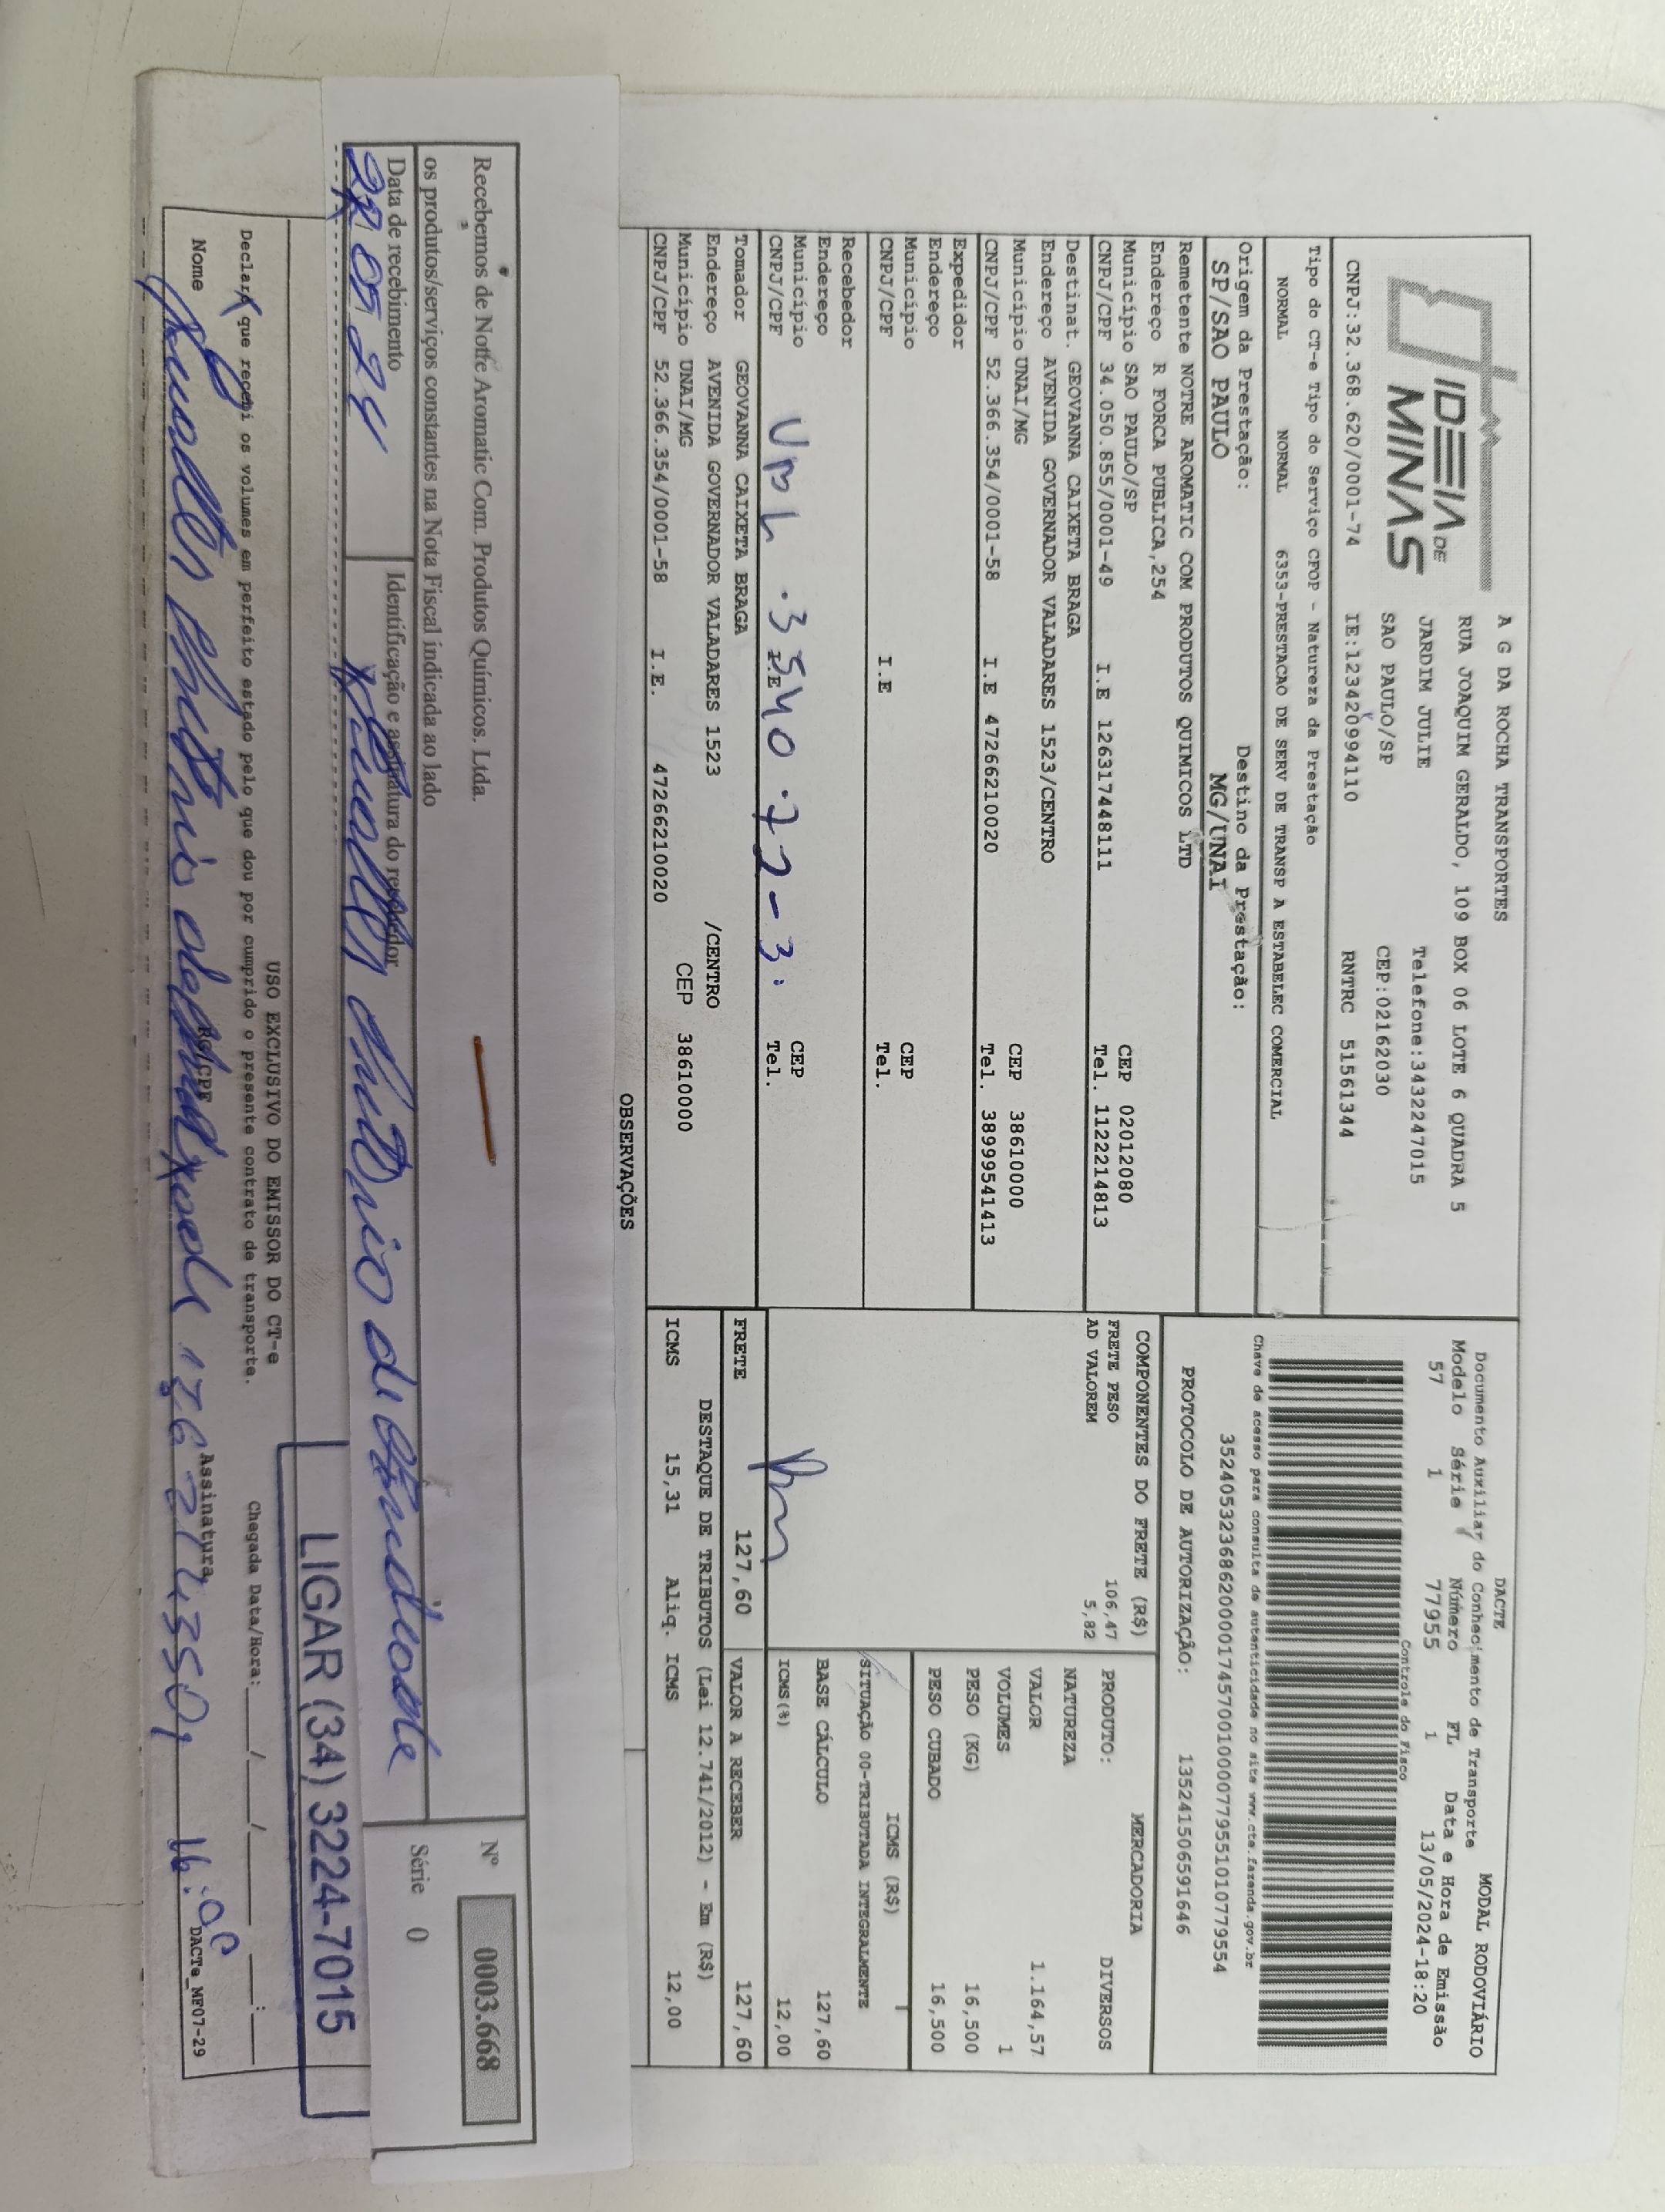 IDEIA DE
MINAS
CNPJ:32.368.620/0001-74
A G DA ROCHA TRANSPORTES
RUA JOAQUIM GERALDO, 109 BOX 06 LOTE 6 QUADRA 5
JARDIM JULIE Telefone:3432247015
SAO PAULO/SP CEP:02162030
IE:123420994110 RNTRC 51561344
DACTE MODAL RODOVIÁRIO
Documento Auxiliar do Conhecimento de Transporte
Modelo Série Número FL Data e Hora de Emissão
57 1 77955 1 13/05/2024-18:20
Controle do Fisco
Tipo do CT-e Tipo do Serviço CFOP - Natureza da Prestação
NORMAL NORMAL 6353-PRESTACAO DE SERV DE TRANSP A ESTABELEC COMERCIAL
Chave de acesso para consulta de autenticidade no site www.cte.fazenda.gov.br
35240532368620000174570010000779551010779554
Origem da Prestação: Destino da Prestação:
SP/SAO PAULO MG/UNAI
PROTOCOLO DE AUTORIZAÇÃO: 135241506591646
Remetente NOTRE AROMATIC COM PRODUTOS QUIMICOS LTD
Endereço R FORCA PUBLICA,254
Município SAO PAULO/SP CEP 02012080
CNPJ/CPF 34.050.855/0001-49 I.E 126317448111 Tel. 1122214813
Destinat. GEOVANNA CAIXETA BRAGA
Endereço AVENIDA GOVERNADOR VALADARES 1523/CENTRO
Município UNAI/MG CEP 38610000
CNPJ/CPF 52.366.354/0001-58 I.E 47266210020 Tel. 38999541413
Expedidor
Endereço
Município CEP
CNPJ/CPF I.E Tel.
Recebedor
Endereço
Município CEP
CNPJ/CPF I.E Tel.
Tomador GEOVANNA CAIXETA BRAGA
Endereço AVENIDA GOVERNADOR VALADARES 1523 /CENTRO
Município UNAI/MG CEP 38610000
CNPJ/CPF 52.366.354/0001-58 I.E. 47266210020
COMPONENTES DO FRETE (R$)
FRETE PESO 106,47
AD VALOREM 5,82
MERCADORIA
PRODUTO: DIVERSOS
NATUREZA
VALOR 1.164,57
VOLUMES 1
PESO (KG) 16,500
PESO CUBADO 16,500
ICMS (R$)
SITUAÇÃO 00-TRIBUTADA INTEGRALMENTE
BASE CÁLCULO 127,60
ICMS(%) 12,00
FRETE 127,60 VALOR A RECEBER 127,60
DESTAQUE DE TRIBUTOS (Lei 12.741/2012) - Em (R$)
ICMS 15,31 Aliq. ICMS 12,00
OBSERVAÇÕES
Recebemos de Notre Aromatic Com. Produtos Químicos. Ltda.
os produtos/serviços constantes na Nota Fiscal indicada ao lado
Nº 0003.668
Série 0
Data de recebimento Identificação e assinatura do recebedor
LIGAR (34) 3224-7015
USO EXCLUSIVO DO EMISSOR DO CT-e
Declaro que recebi os volumes em perfeito estado pelo que dou por cumprido o presente contrato de transporte. Chegada Data/Hora: ___/___/______ ___:___
Nome RG/CPF Assinatura
DACTe_MF07-29